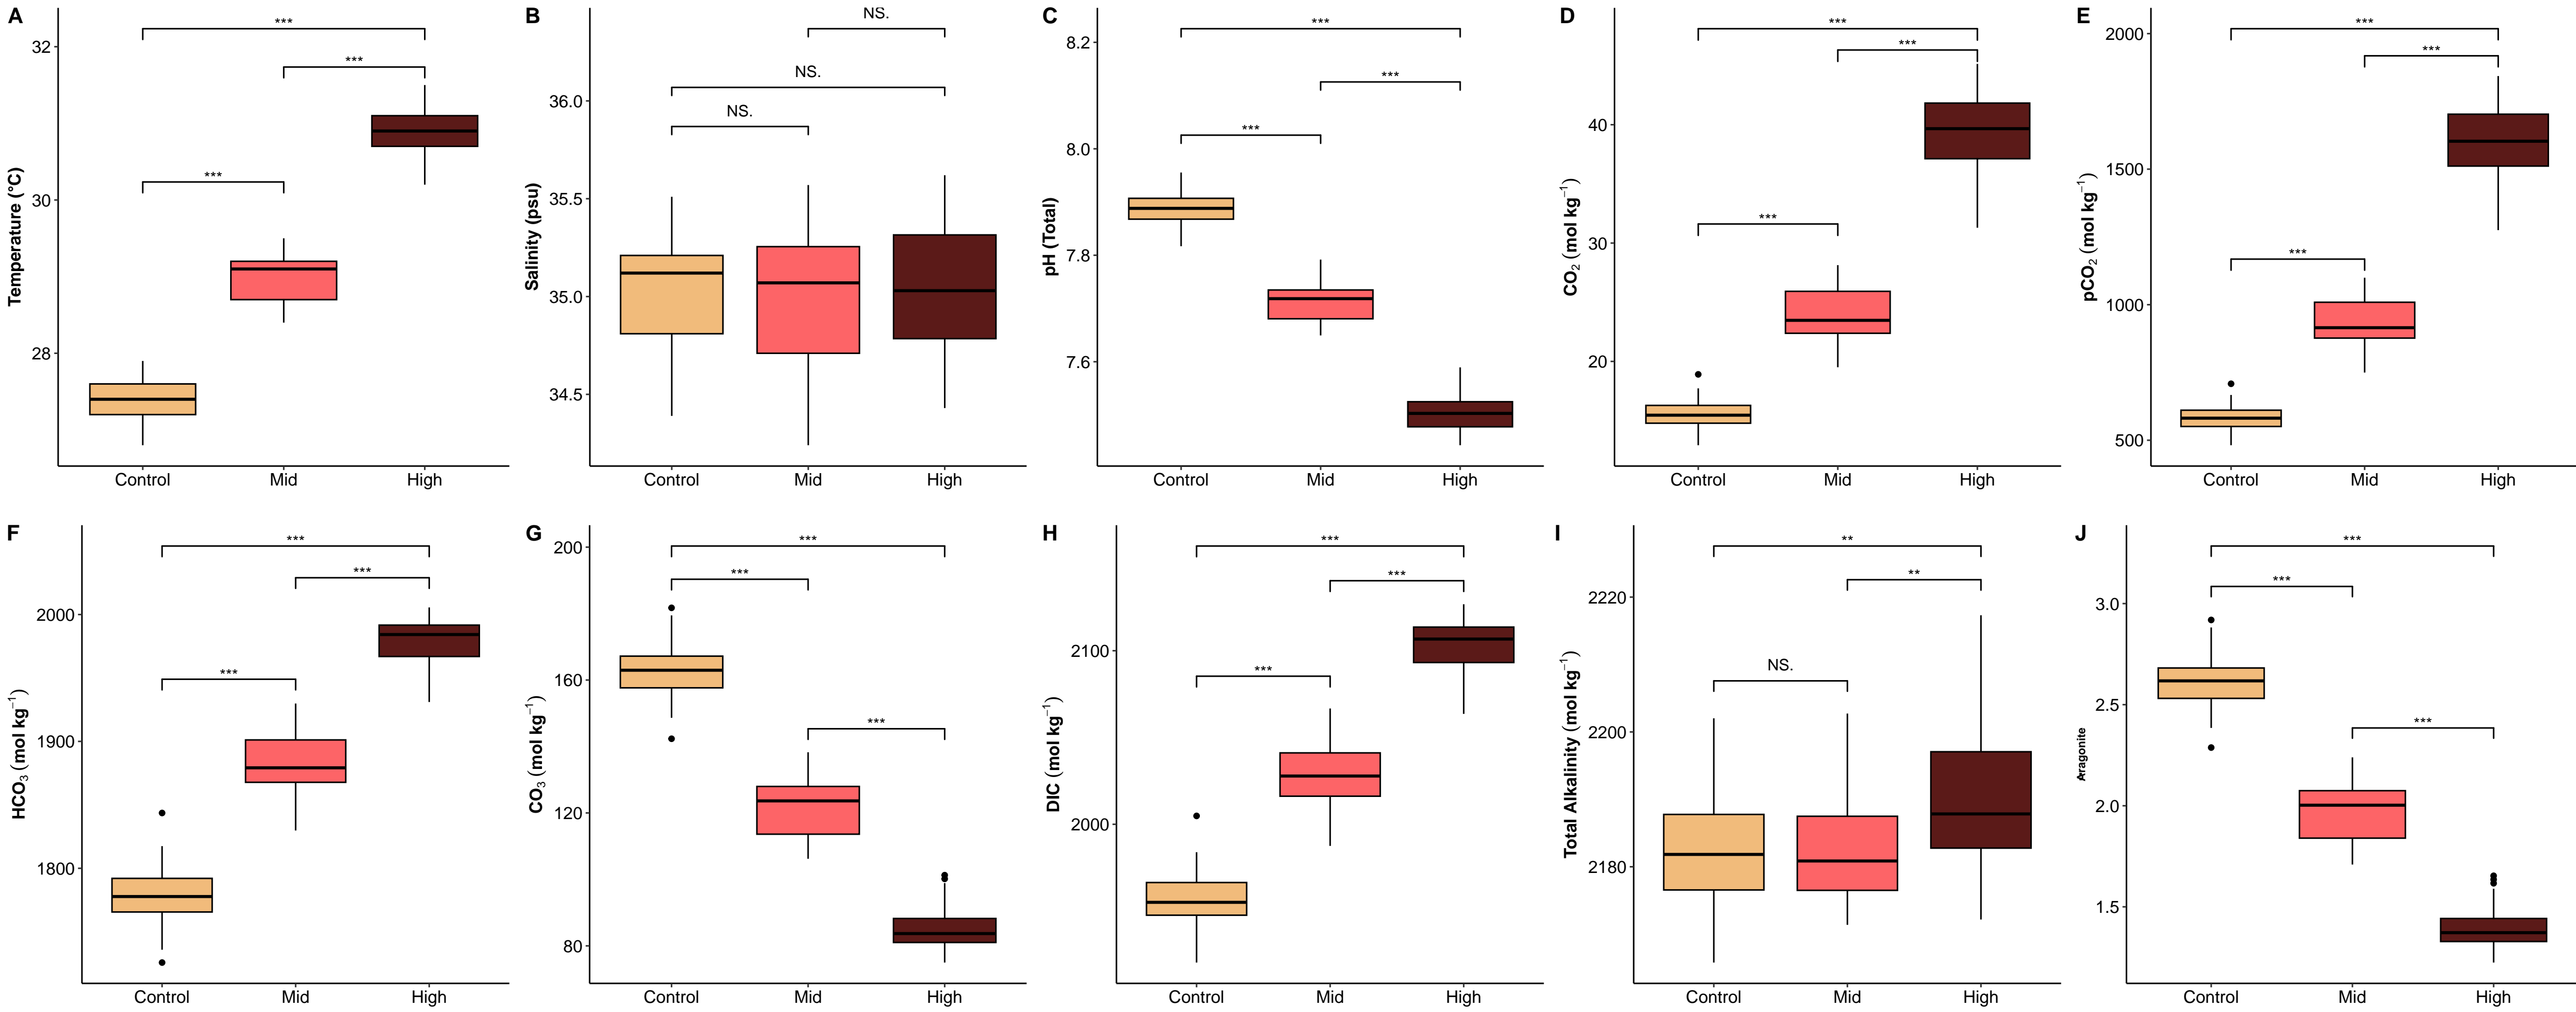 A
Temperature (°C)
32
30
28
***
***
***
Control Mid High
B
Salinity (psu)
36.0
35.5
35.0
34.5
NS.
NS.
NS.
Control Mid High
C
pH (Total)
8.2
8.0
7.8
7.6
***
***
***
Control Mid High
D
CO₂ (mol kg⁻¹)
40
30
20
***
***
***
Control Mid High
E
pCO₂ (mol kg⁻¹)
2000
1500
1000
500
***
***
***
Control Mid High
F
HCO₃ (mol kg⁻¹)
2000
1900
1800
***
***
***
Control Mid High
G
CO₃ (mol kg⁻¹)
200
160
120
80
***
***
***
Control Mid High
H
DIC (mol kg⁻¹)
2100
2000
***
***
***
Control Mid High
I
Total Alkalinity (mol kg⁻¹)
2220
2200
2180
**
**
NS.
Control Mid High
J
Aragonite
3.0
2.5
2.0
1.5
***
***
***
Control Mid High